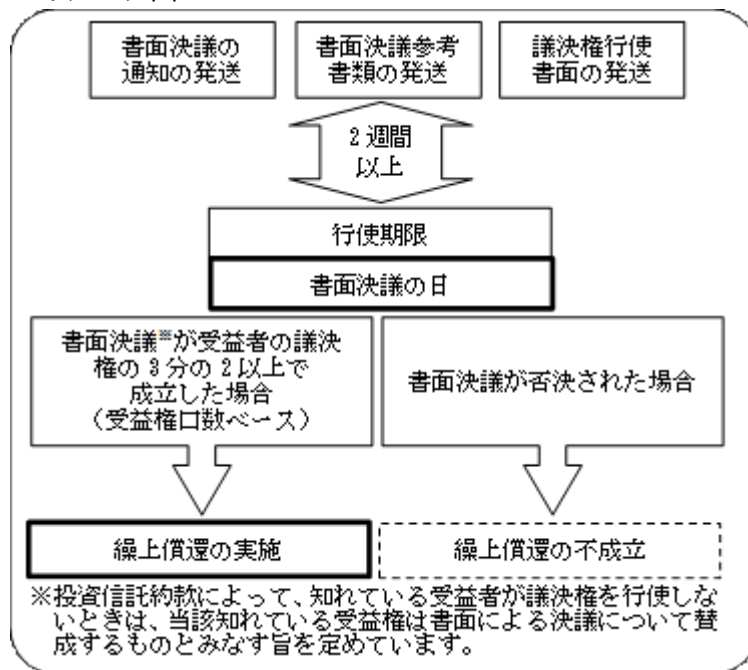 書面決議の
通知の発送
書面決議参考
書類の発送
議決権行使
書面の発送
2週間
以上
行使期限
書面決議の日
書面決議※が受益者の議決
権の3分の2以上で
成立した場合
（受益権口数ベース）
書面決議が否決された場合
繰上償還の実施
繰上償還の不成立
※投資信託約款によって、知れている受益者が議決権を行使しな
いときは、当該知れている受益権は書面による決議について賛
成するものとみなす旨を定めています。